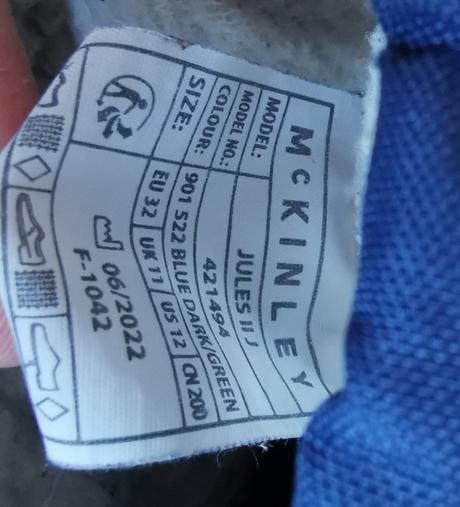 McKINLEY
MODEL: JULES II J
MODEL NO.: 421494
COLOUR: 901 522 BLUE DARK/GREEN
SIZE: EU 32 UK 11 US 12 CN 200
06/2022
F-1042